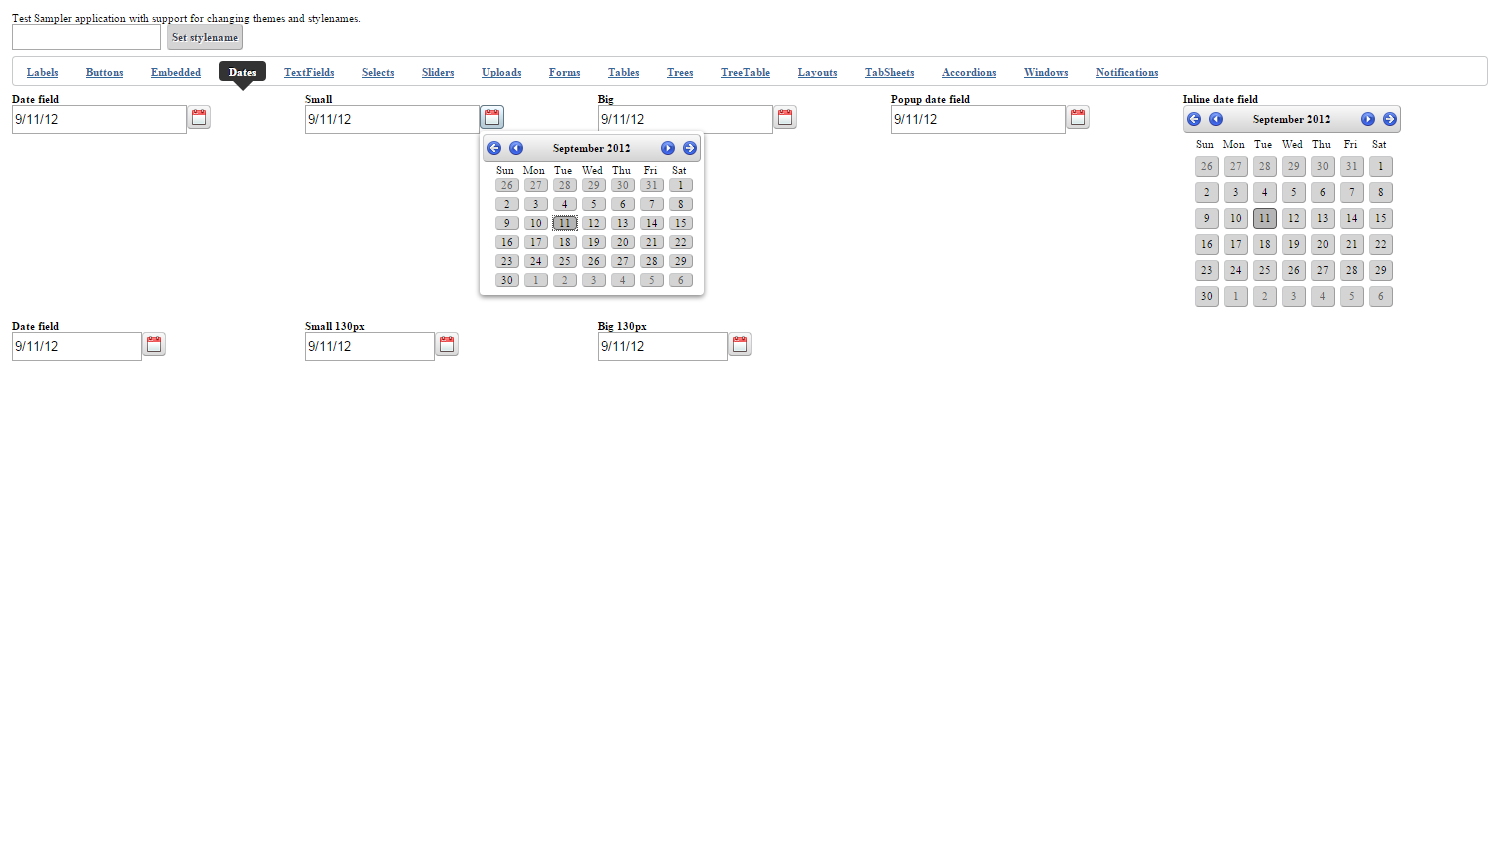 Test Sampler application with support for changing themes and stylenames.
Set stylename
Labels Buttons Embedded Dates TextFields Selects Sliders Uploads Forms Tables Trees TreeTable Layouts TabSheets Accordions Windows Notifications
Date field Small Big Popup date field Inline date field
9/11/12 9/11/12 9/11/12 9/11/12
September 2012
Sun Mon Tue Wed Thu Fri Sat
26 27 28 29 30 31 1
2 3 4 5 6 7 8
9 10 11 12 13 14 15
16 17 18 19 20 21 22
23 24 25 26 27 28 29
30 1 2 3 4 5 6
September 2012
Sun Mon Tue Wed Thu Fri Sat
26 27 28 29 30 31 1
2 3 4 5 6 7 8
9 10 11 12 13 14 15
16 17 18 19 20 21 22
23 24 25 26 27 28 29
30 1 2 3 4 5 6
Date field Small 130px Big 130px
9/11/12 9/11/12 9/11/12